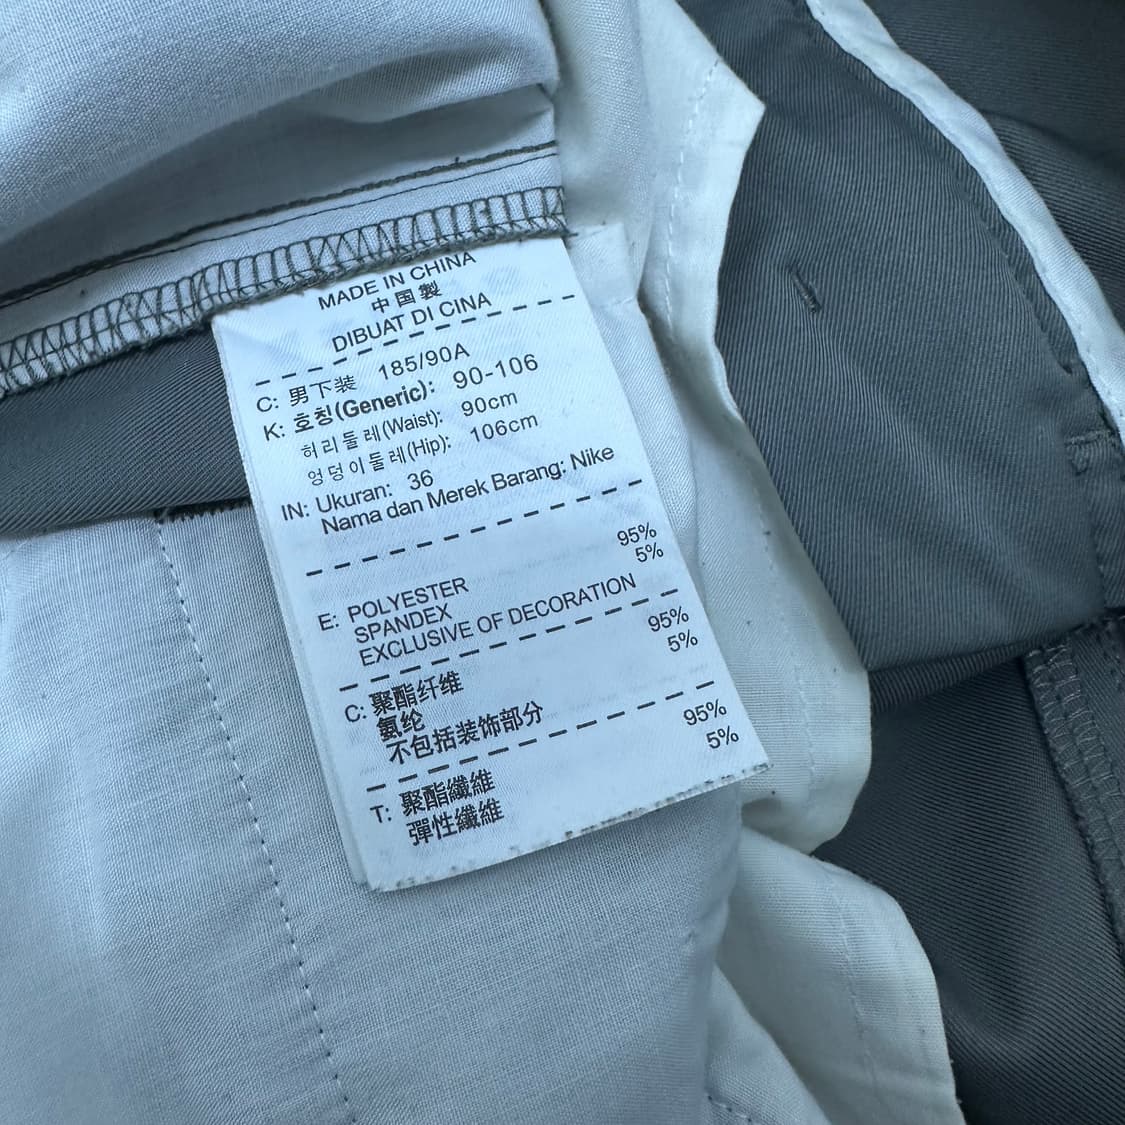 MADE IN CHINA
中国製
DIBUAT DI CINA
C: 男下装 185/90A
K: 호칭(Generic): 90-106
허리둘레(Waist): 90cm
엉덩이둘레(Hip): 106cm
IN: Ukuran: 36
Nama dan Merek Barang: Nike
E: POLYESTER 95%
SPANDEX 5%
EXCLUSIVE OF DECORATION
C: 聚酯纤维 95%
氨纶 5%
不包括装饰部分
T: 聚酯纖維 95%
彈性纖維 5%